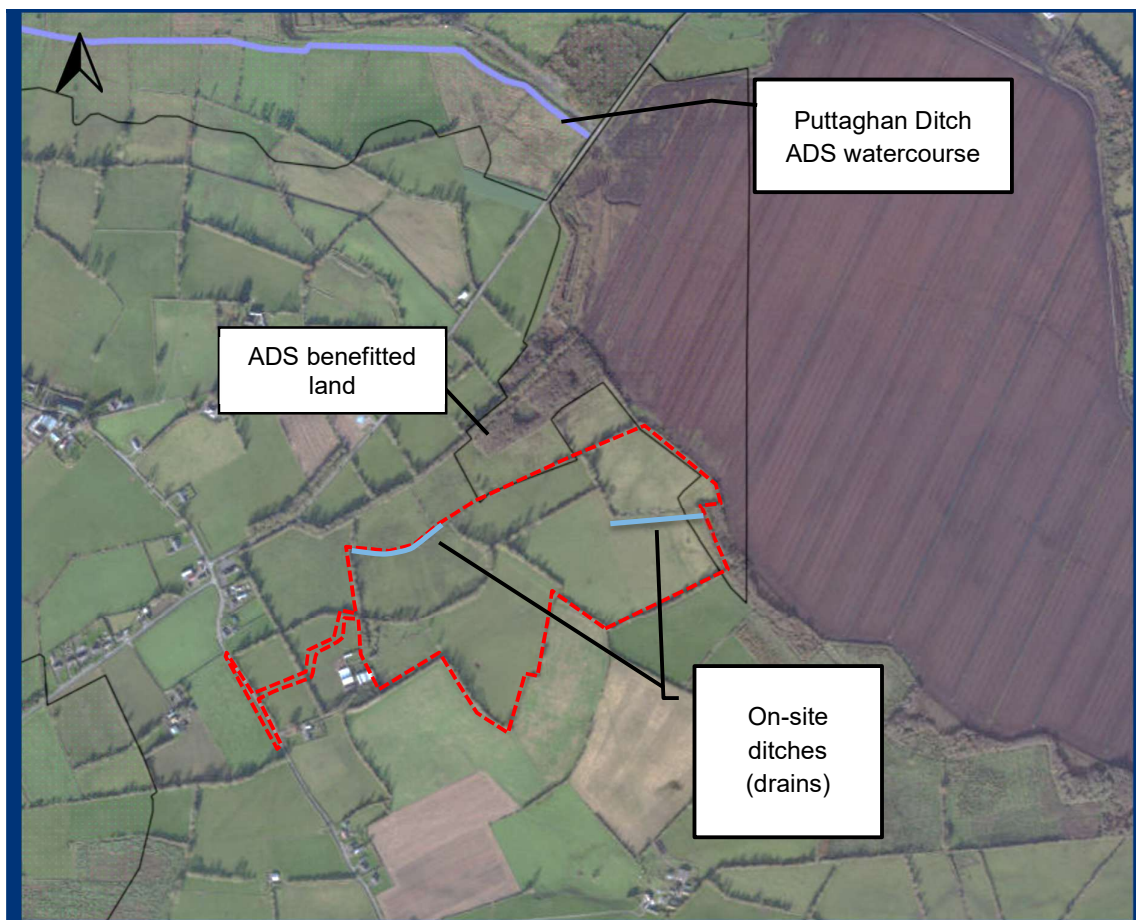 Puttaghan Ditch
ADS watercourse
ADS benefitted
land
On-site
ditches
(drains)